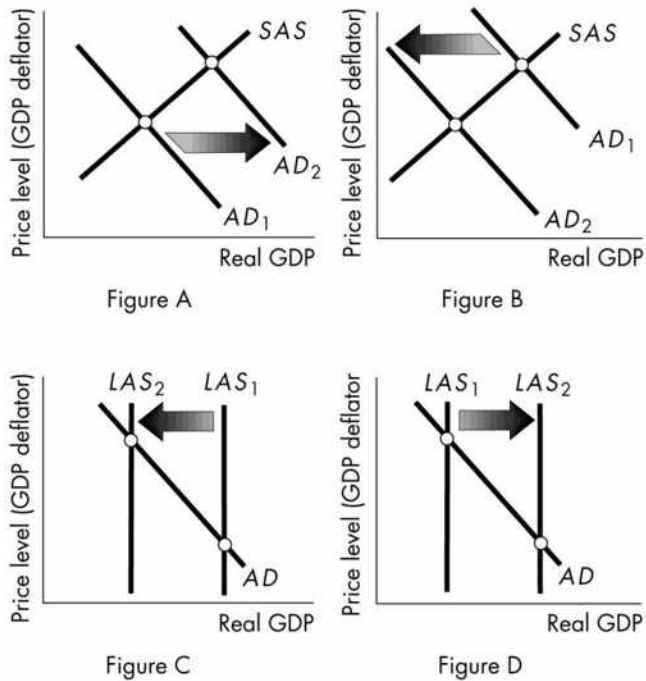 Price level (GDP deflator)
SAS
AD₂
AD₁
Real GDP
Figure A
Price level (GDP deflator)
SAS
AD₁
AD₂
Real GDP
Figure B
Price level (GDP deflator)
LAS₂ LAS₁
AD
Real GDP
Figure C
Price level (GDP deflator
LAS₁ LAS₂
AD
Real GDP
Figure D